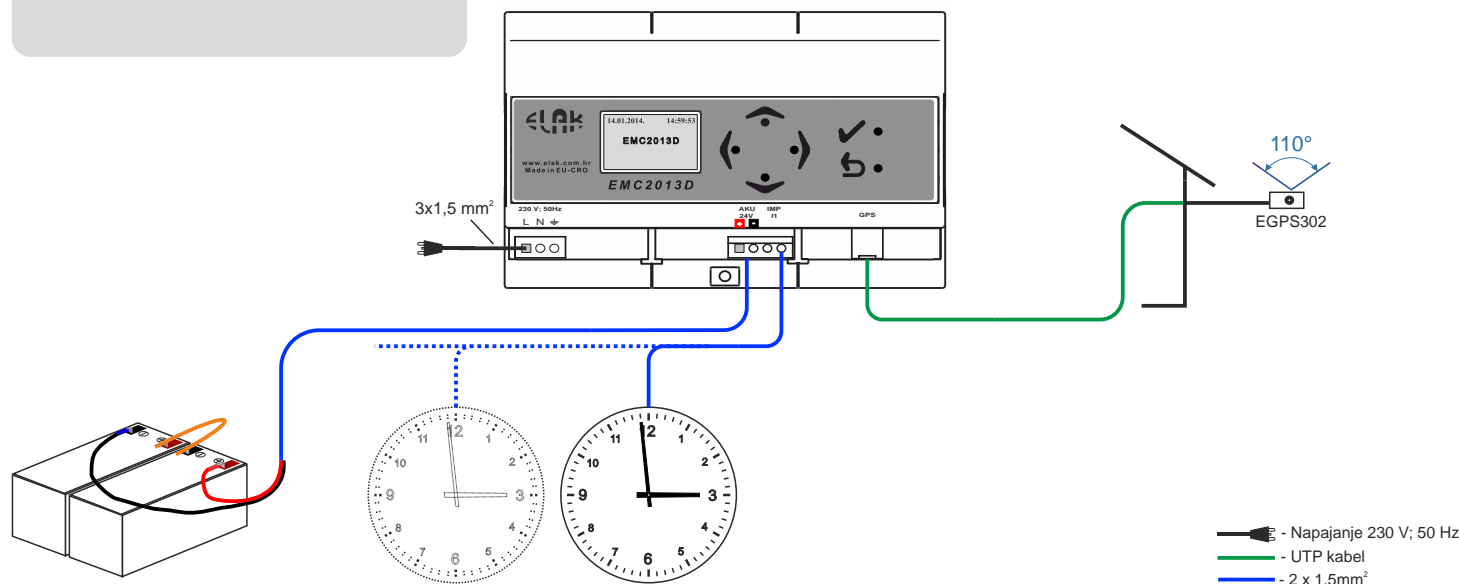 ELAK
14.01.2014. 14:59:53
EMC2013D
www.elak.com.hr
Made in EU-CRO
EMC2013D
230 V; 50Hz
L N
AKU
24V
IMP
I1
GPS
3x1,5 mm²
110°
EGPS302
12
1
2
3
4
5
6
7
8
9
10
11
12
1
2
3
4
5
6
7
8
9
10
11
- Napajanje 230 V; 50 Hz
- UTP kabel
- 2 x 1,5mm²